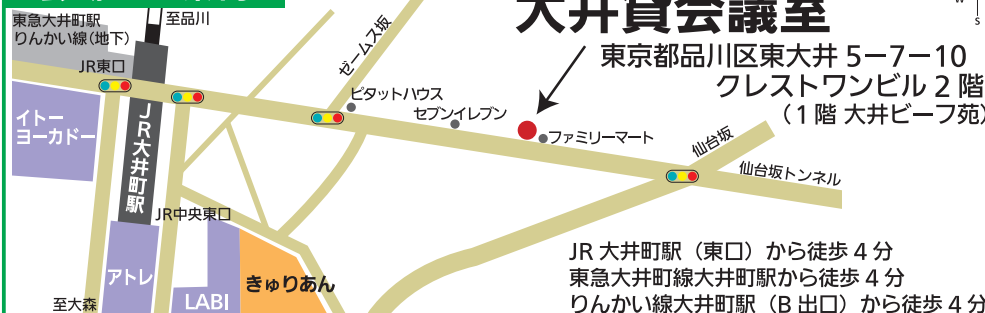 大井貸会議室
東京都品川区東大井 5−7−10
クレストワンビル 2 階
（1 階 大井ビーフ苑）
東急大井町駅
りんかい線（地下）
至品川
JR東口
ゼームス坂
ピタットハウス
セブンイレブン
ファミリーマート
仙台坂
仙台坂トンネル
イトー
ヨーカドー
JR大井町駅
JR中央東口
アトレ
LABI
きゅりあん
至大森
W
S
JR 大井町駅（東口）から徒歩 4 分
東急大井町線大井町駅から徒歩 4 分
りんかい線大井町駅（B 出口）から徒歩 4 分